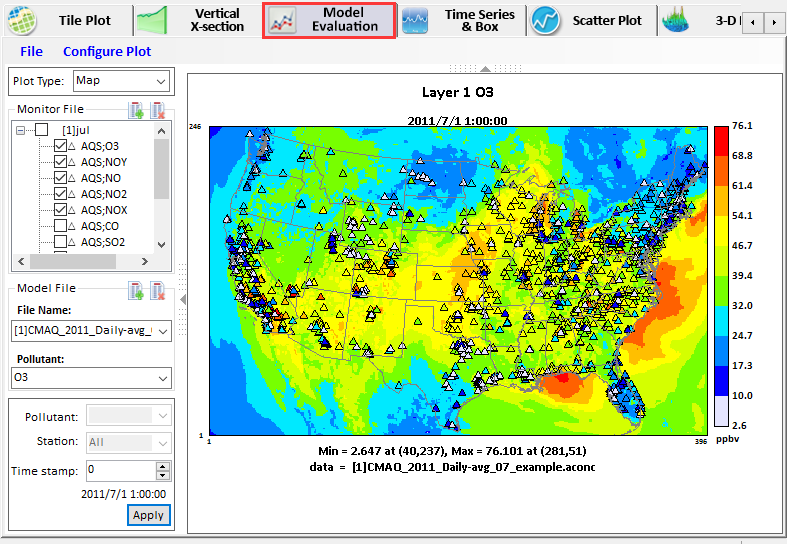 Tile Plot
Vertical
X-section
Model
Evaluation
Time Series
& Box
Scatter Plot
3-D
File
Configure Plot
Plot Type:
Map
Monitor File
[1]jul
AQS;O3
AQS;NOY
AQS;NO
AQS;NO2
AQS;NOX
AQS;CO
AQS;SO2
Model File
File Name:
[1]CMAQ_2011_Daily-avg_
Pollutant:
O3
Pollutant:
Station:
All
Time stamp:
0
2011/7/1 1:00:00
Apply
Layer 1 O3
2011/7/1 1:00:00
246
1
1
396
76.1
68.8
61.4
54.1
46.7
39.4
32.0
24.7
17.3
10.0
2.6
ppbv
Min = 2.647 at (40,237), Max = 76.101 at (281,51)
data = [1]CMAQ_2011_Daily-avg_07_example.aconc